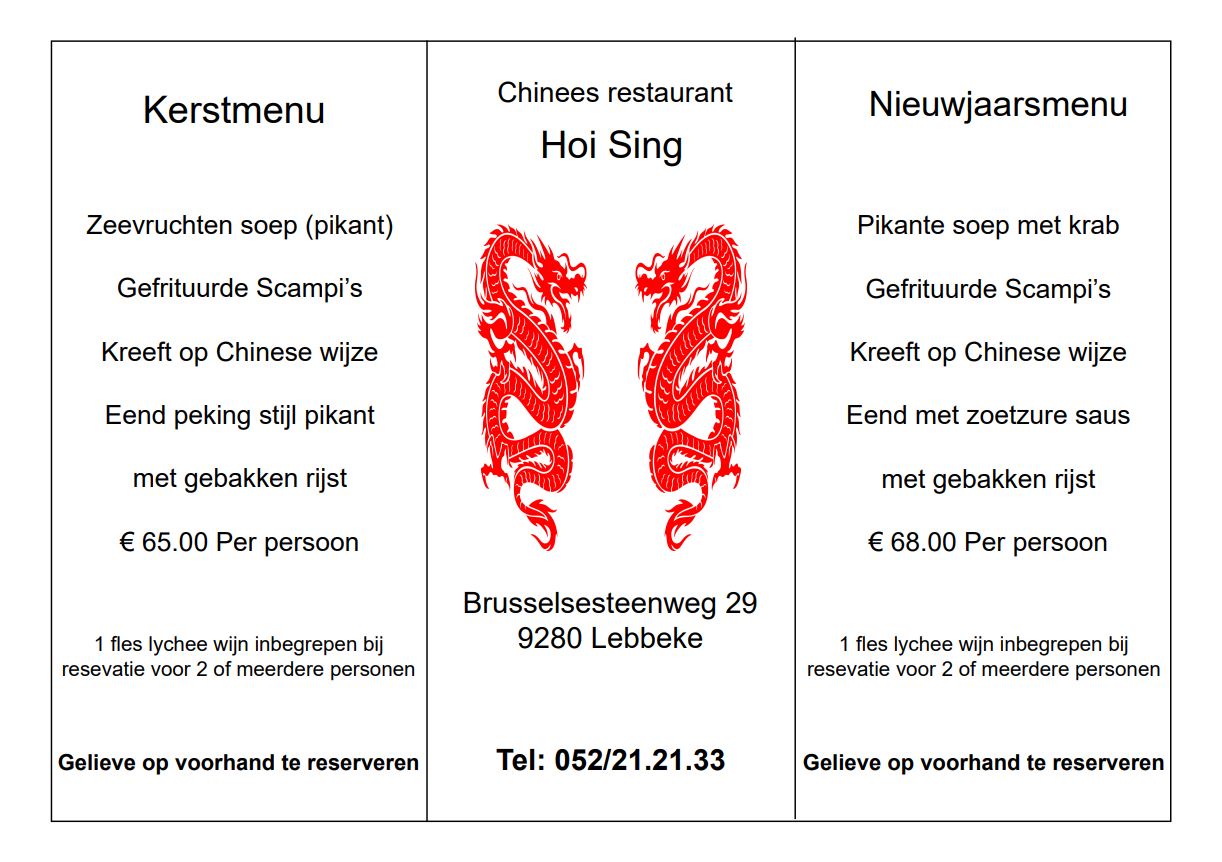 Kerstmenu
Zeevruchten soep (pikant)
Gefrituurde Scampi’s
Kreeft op Chinese wijze
Eend peking stijl pikant
met gebakken rijst
€ 65.00 Per persoon
1 fles lychee wijn inbegrepen bij
resevatie voor 2 of meerdere personen
Gelieve op voorhand te reserveren
Chinees restaurant
Hoi Sing
Brusselsesteenweg 29
9280 Lebbeke
Tel: 052/21.21.33
Nieuwjaarsmenu
Pikante soep met krab
Gefrituurde Scampi’s
Kreeft op Chinese wijze
Eend met zoetzure saus
met gebakken rijst
€ 68.00 Per persoon
1 fles lychee wijn inbegrepen bij
resevatie voor 2 of meerdere personen
Gelieve op voorhand te reserveren